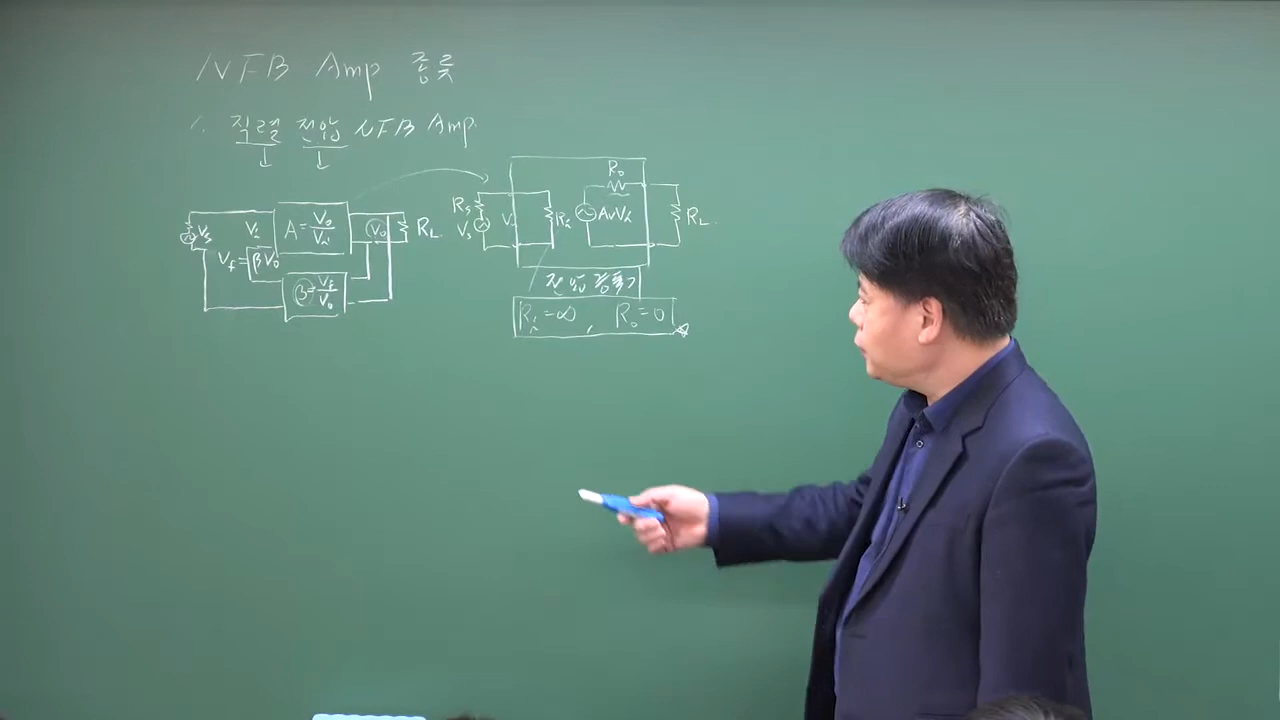 NFB Amp 종류
1. 직렬 전압 NFB Amp.
Vs
Vi
A = Vo/Vi
Vo
RL
Vf = βVo
β = Vf/Vo
Rs
Vs
Vi
Ri
Ro
AvVi
RL
전압증폭기
Ri = ∞ , Ro = 0